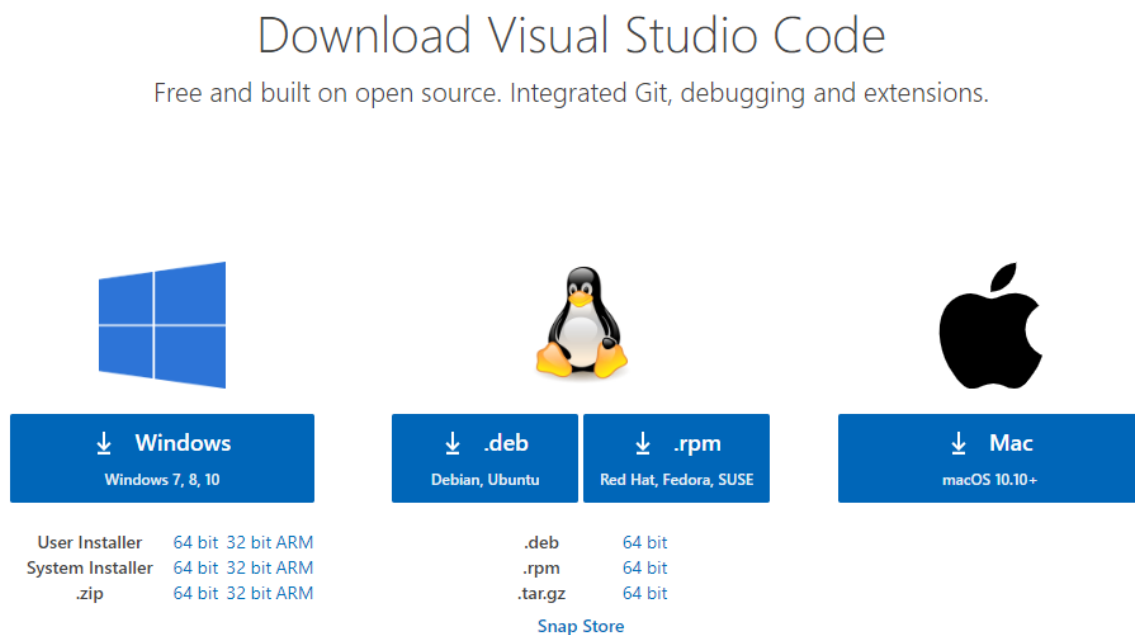 Download Visual Studio Code
Free and built on open source. Integrated Git, debugging and extensions.
Windows
Windows 7, 8, 10
User Installer 64 bit 32 bit ARM
System Installer 64 bit 32 bit ARM
.zip 64 bit 32 bit ARM
.deb
Debian, Ubuntu
.rpm
Red Hat, Fedora, SUSE
.deb 64 bit
.rpm 64 bit
.tar.gz 64 bit
Snap Store
Mac
macOS 10.10+